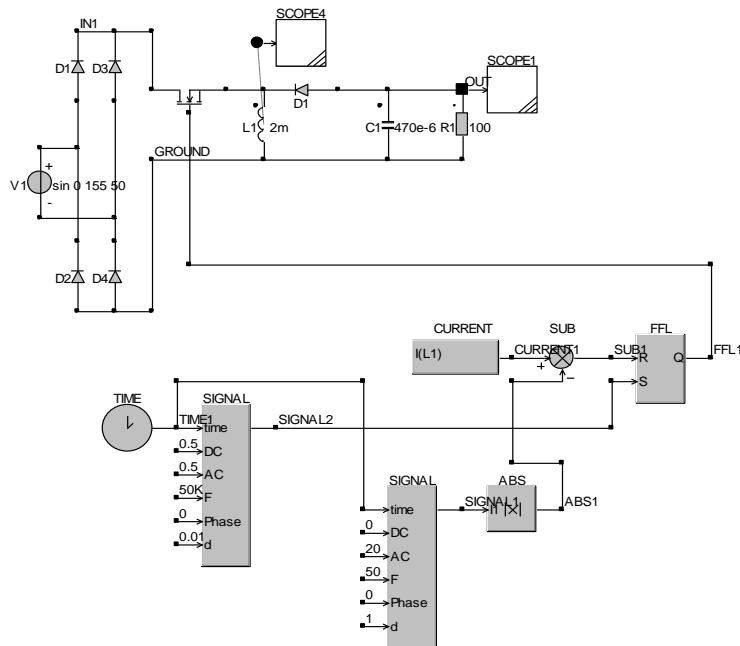 SCOPE4
IN1
SCOPE1
D1
D3
OUT
D1
L1
2m
C1
470e-6
R1
100
GROUND
+
V1
sin 0 155 50
-
D2
D4
CURRENT
SUB
FFL
I(L1)
CURRENT1
+
-
SUB1
R
Q
FFL1
S
TIME
SIGNAL
TIME1
time
SIGNAL2
0.5
DC
0.5
AC
50K
F
0
Phase
0.01
d
SIGNAL
ABS
time
SIGNAL1
|x|
ABS1
0
DC
20
AC
50
F
0
Phase
1
d